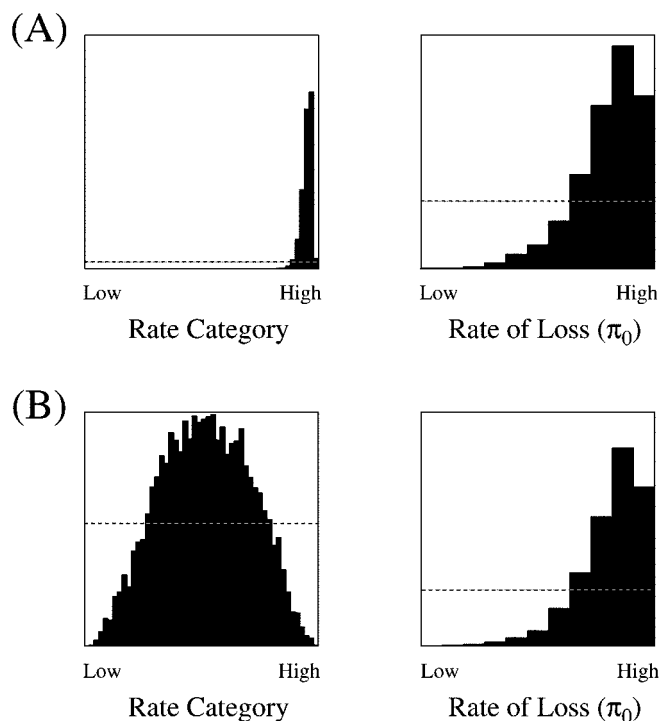 (A)
Low High
Rate Category
Low High
Rate of Loss (π₀)
(B)
Low High
Rate Category
Low High
Rate of Loss (π₀)